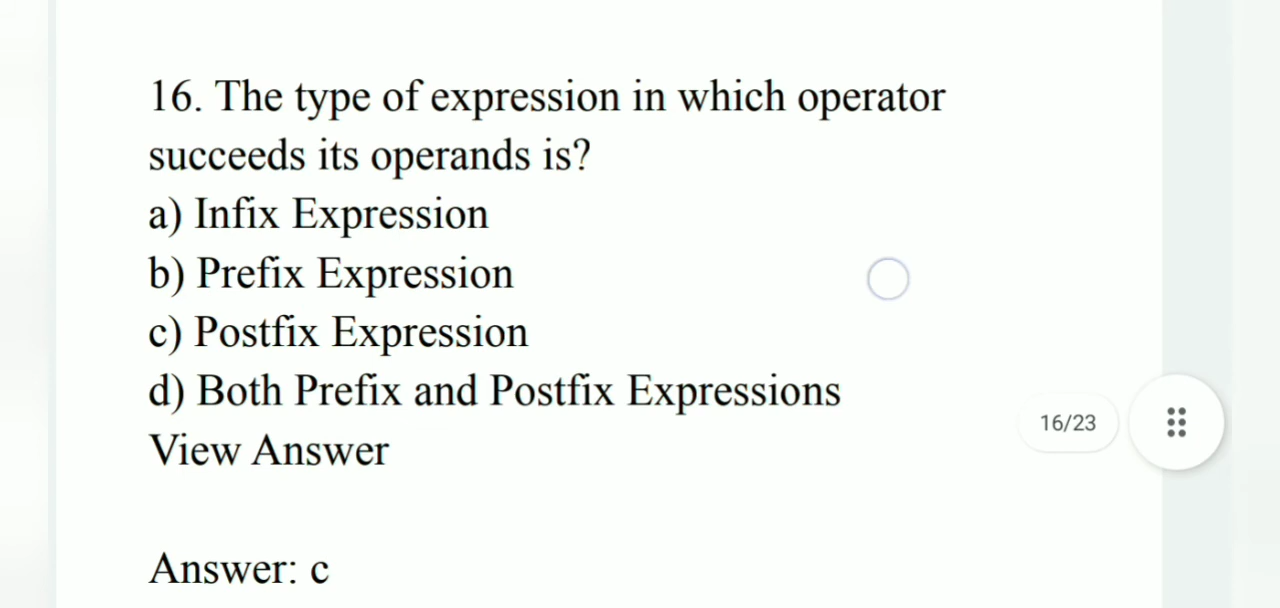 16. The type of expression in which operator
succeeds its operands is?
a) Infix Expression
b) Prefix Expression
c) Postfix Expression
d) Both Prefix and Postfix Expressions
16/23
View Answer
Answer: c